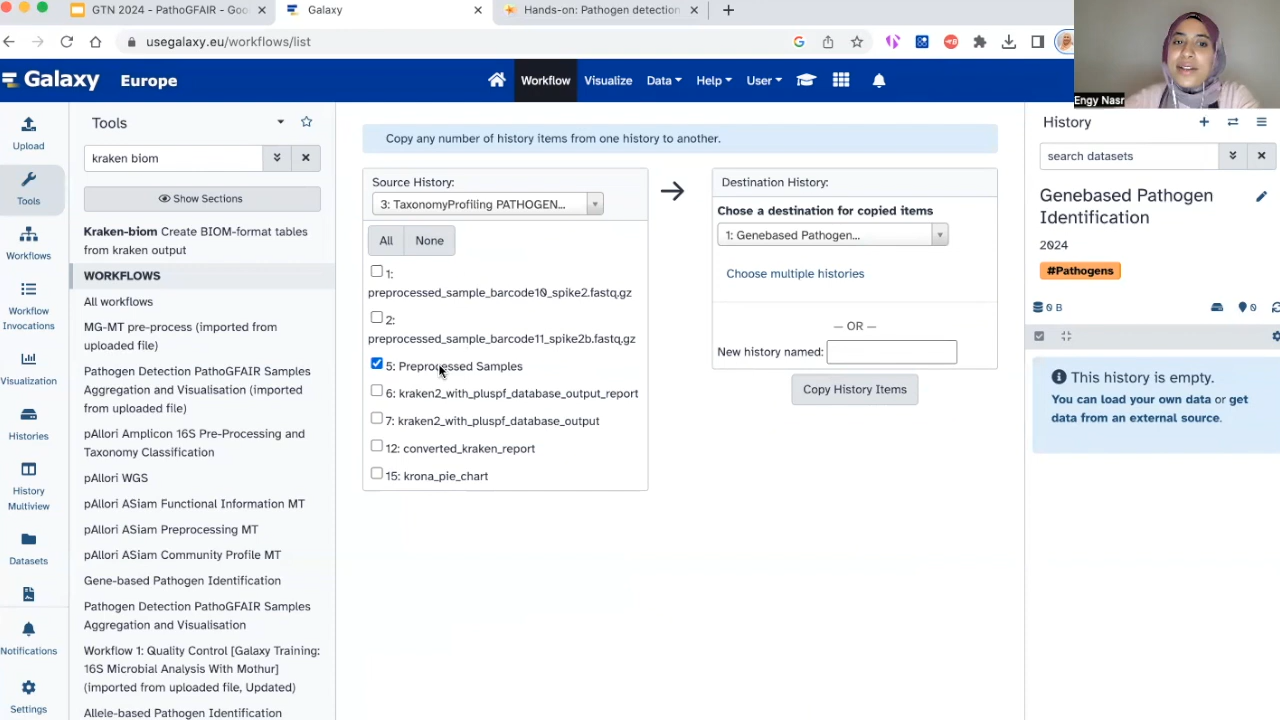 GTN 2024 - PathoGFAIR - Goo
Galaxy
Hands-on: Pathogen detection
usegalaxy.eu/workflows/list
Galaxy Europe
Workflow
Visualize
Data
Help
User
Engy Nasr
Upload
Tools
Workflows
Workflow
Invocations
Visualization
Histories
History
Multiview
Datasets
Notifications
Settings
Tools
kraken biom
Show Sections
Kraken-biom Create BIOM-format tables
from kraken output
WORKFLOWS
All workflows
MG-MT pre-process (imported from
uploaded file)
Pathogen Detection PathoGFAIR Samples
Aggregation and Visualisation (imported
from uploaded file)
pAllori Amplicon 16S Pre-Processing and
Taxonomy Classification
pAllori WGS
pAllori ASiam Functional Information MT
pAllori ASiam Preprocessing MT
pAllori ASiam Community Profile MT
Gene-based Pathogen Identification
Pathogen Detection PathoGFAIR Samples
Aggregation and Visualisation
Workflow 1: Quality Control [Galaxy Training:
16S Microbial Analysis With Mothur]
(imported from uploaded file, Updated)
Allele-based Pathogen Identification
Copy any number of history items from one history to another.
Source History:
3: TaxonomyProfiling PATHOGEN...
All
None
1:
preprocessed_sample_barcode10_spike2.fastq.gz
2:
preprocessed_sample_barcode11_spike2b.fastq.gz
5: Preprocessed Samples
6: kraken2_with_pluspf_database_output_report
7: kraken2_with_pluspf_database_output
12: converted_kraken_report
15: krona_pie_chart
Destination History:
Chose a destination for copied items
1: Genebased Pathogen...
Choose multiple histories
— OR —
New history named:
Copy History Items
History
search datasets
Genebased Pathogen
Identification
2024
#Pathogens
0 B
0
This history is empty.
You can load your own data or get
data from an external source.